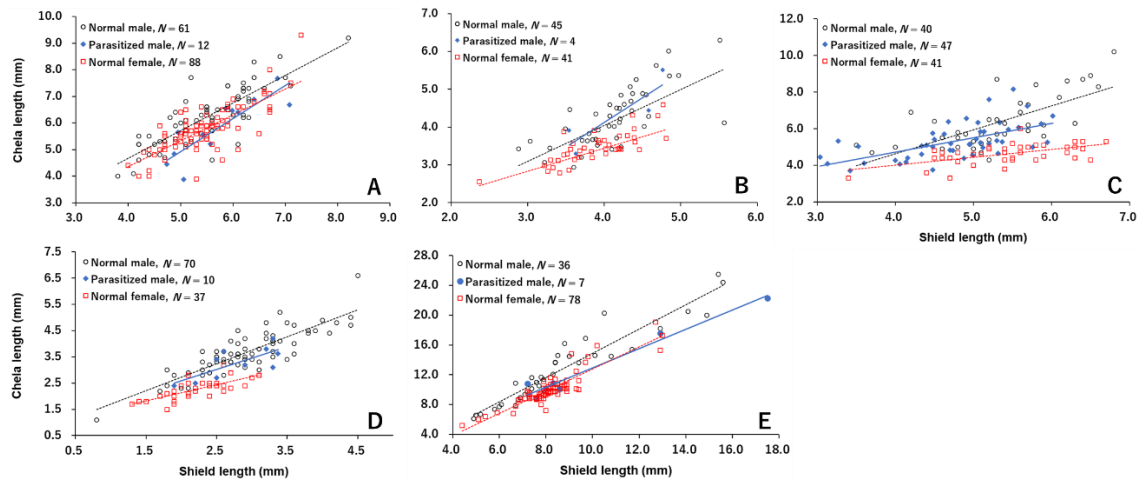 Chela length (mm)
10.0
9.0
8.0
7.0
6.0
5.0
4.0
3.0
Normal male, N = 61
Parasitized male, N = 12
Normal female, N = 88
A
3.0 5.0 7.0 9.0
7.0
6.0
5.0
4.0
3.0
2.0
Normal male, N = 45
Parasitized male, N = 4
Normal female, N = 41
B
2.0 3.0 4.0 5.0 6.0
12.0
10.0
8.0
6.0
4.0
2.0
Normal male, N = 40
Parasitized male, N = 47
Normal female, N = 41
C
3.0 4.0 5.0 6.0 7.0
Shield length (mm)
Chela length (mm)
7.5
6.5
5.5
4.5
3.5
2.5
1.5
0.5
Normal male, N = 70
Parasitized male, N = 10
Normal female, N = 37
D
0.5 1.5 2.5 3.5 4.5
Shield length (mm)
28.0
24.0
20.0
16.0
12.0
8.0
4.0
Normal male, N = 36
Parasitized male, N = 7
Normal female, N = 78
E
4.0 6.0 8.0 10.0 12.0 14.0 16.0 18.0
Shield length (mm)